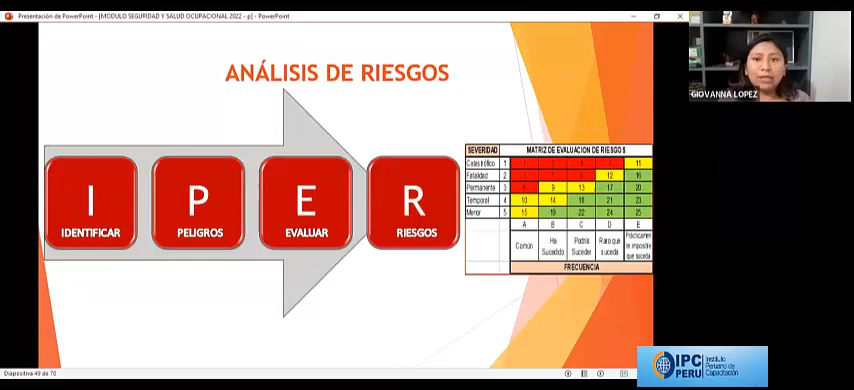 Presentación de PowerPoint - [MODULO SEGURIDAD Y SALUD OCUPACIONAL 2022 - p] - PowerPoint
GIOVANNA LOPEZ
ANÁLISIS DE RIESGOS
I
IDENTIFICAR
P
PELIGROS
E
EVALUAR
R
RIESGOS
SEVERIDAD MATRIZ DE EVALUACION DE RIESGOS
Catastrófico 1 11
Fatalidad 2 12 16
Permanente 3 9 13 17 20
Temporal 4 10 14 18 21 23
Menor 5 15 19 22 24 25
A B C D E
Común
Ha Sucedido
Podría Suceder
Raro que suceda
Prácticamen te imposible que suceda
FRECUENCIA
Diapositiva 49 de 70
IPC PERU
Instituto
Peruano de
Capacitación